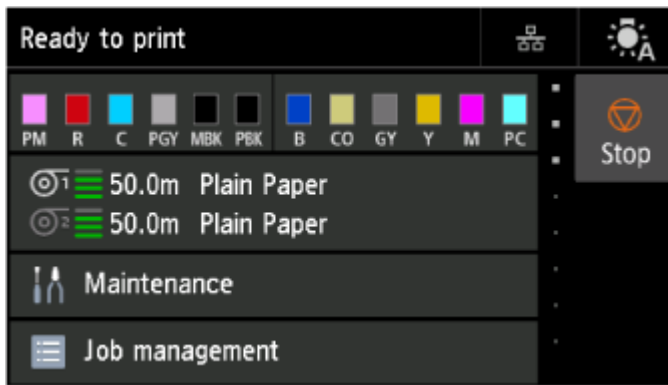 Ready to print
A
PM R C PGY MBK PBK B CO GY Y M PC
Stop
1 50.0m Plain Paper
2 50.0m Plain Paper
Maintenance
Job management